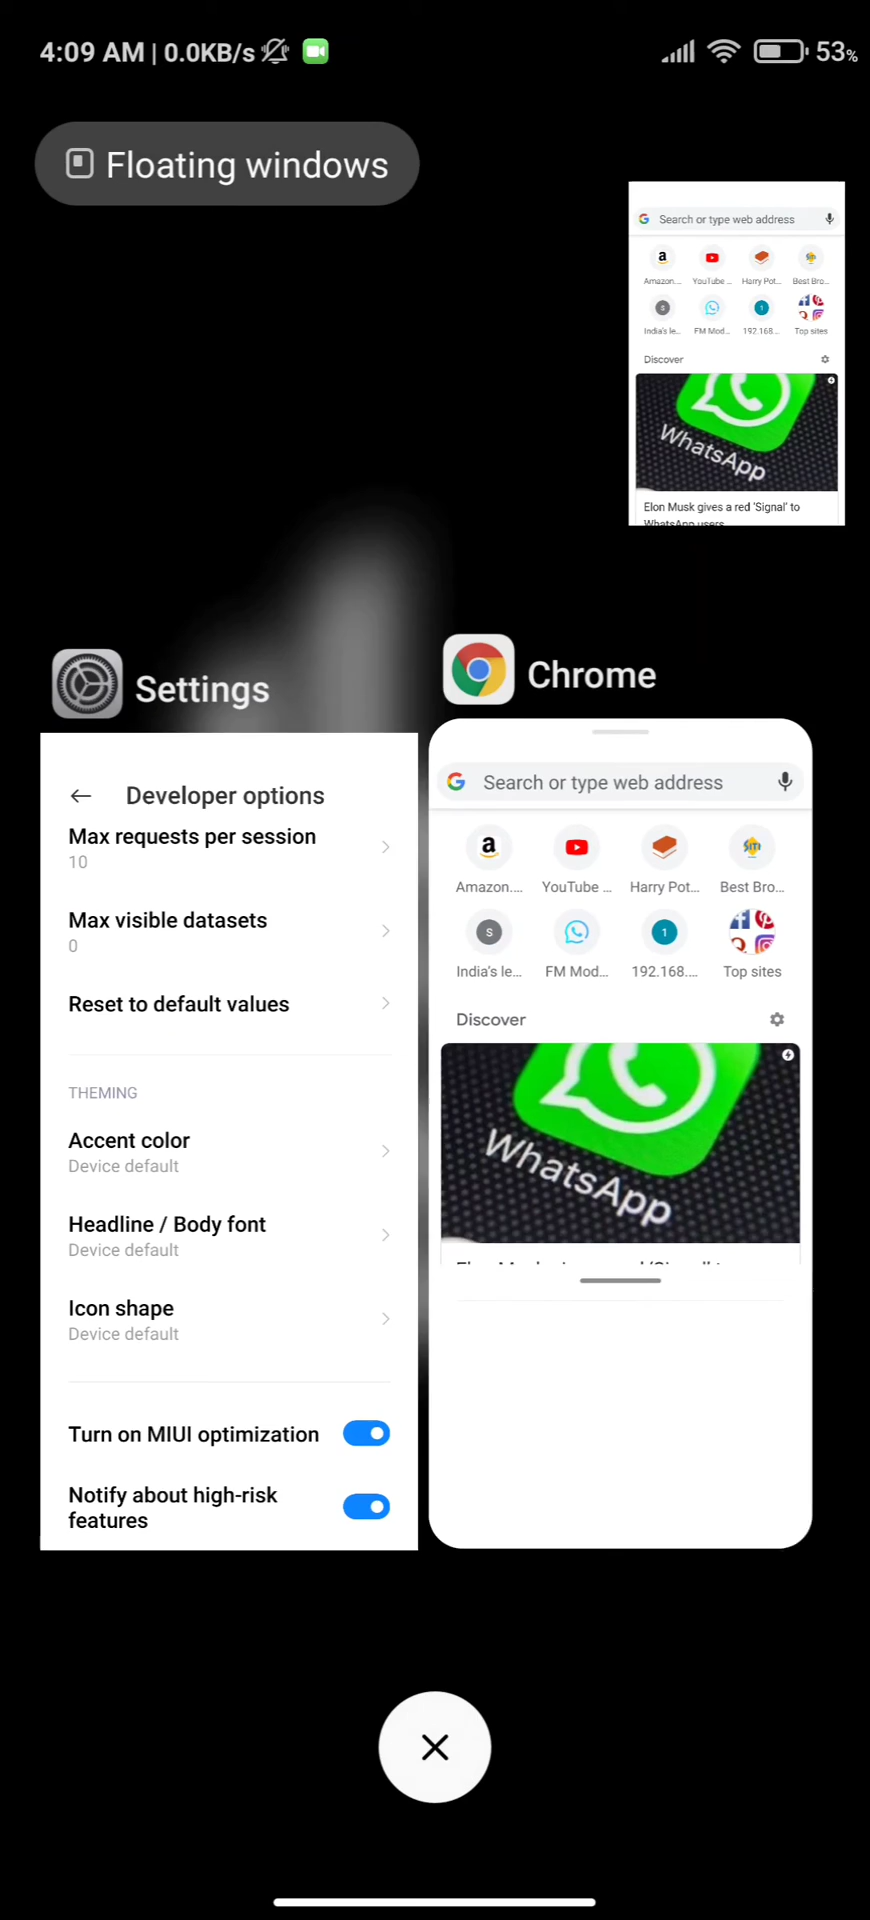 4:09 AM | 0.0KB/s
53%
Floating windows
Search or type web address
Amazon.... YouTube ... Harry Pot... Best Bro...
India's le... FM Mod... 192.168.... Top sites
Discover
WhatsApp
Elon Musk gives a red 'Signal' to
WhatsApp users
Settings
Developer options
Max requests per session
10
Max visible datasets
0
Reset to default values
THEMING
Accent color
Device default
Headline / Body font
Device default
Icon shape
Device default
Turn on MIUI optimization
Notify about high-risk
features
Chrome
Search or type web address
Amazon.... YouTube ... Harry Pot... Best Bro...
S 1
India's le... FM Mod... 192.168.... Top sites
Discover
WhatsApp